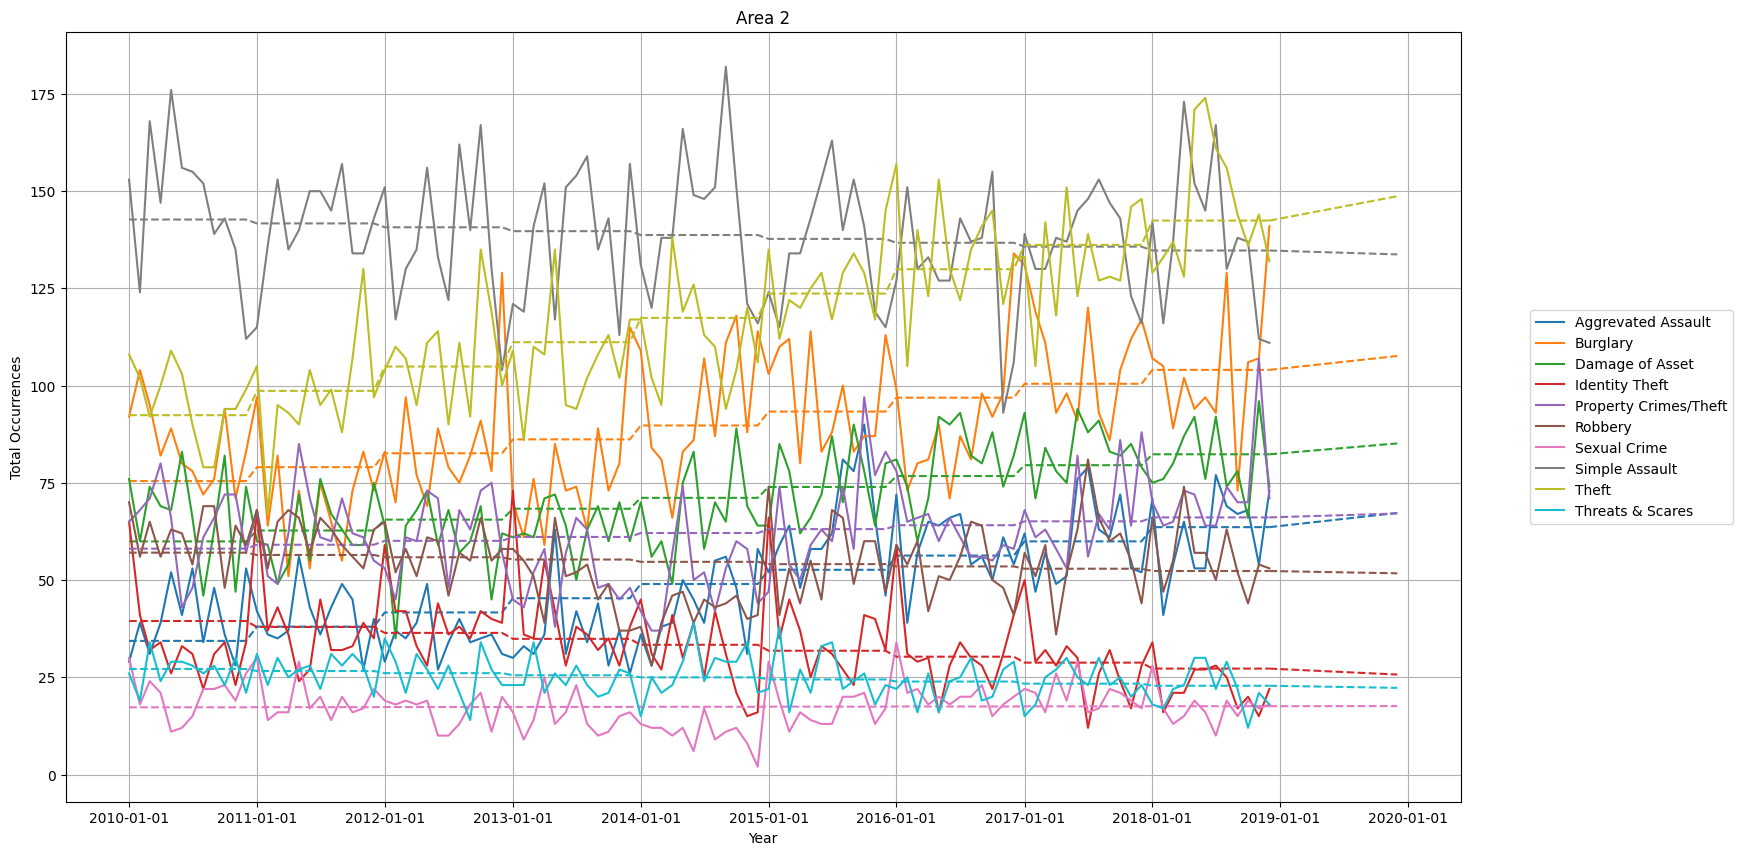 Area 2
Total Occurrences
175
150
125
100
75
50
25
0
2010-01-01
2011-01-01
2012-01-01
2013-01-01
2014-01-01
2015-01-01
2016-01-01
2017-01-01
2018-01-01
2019-01-01
2020-01-01
Year
Aggrevated Assault
Burglary
Damage of Asset
Identity Theft
Property Crimes/Theft
Robbery
Sexual Crime
Simple Assault
Theft
Threats & Scares